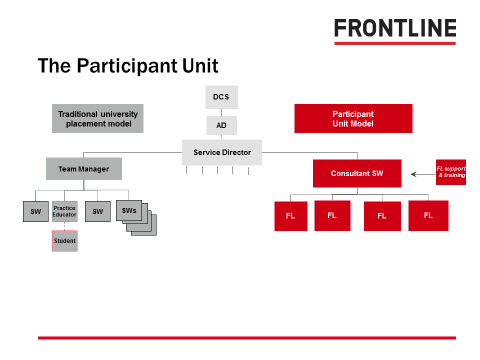 FRONTLINE
The Participant Unit
DCS
Traditional university
placement model
Participant
Unit Model
AD
Service Director
Team Manager
Consultant SW
FL support
& training
SW
Practice
Educator
SW
SWs
FL
FL
FL
FL
Student